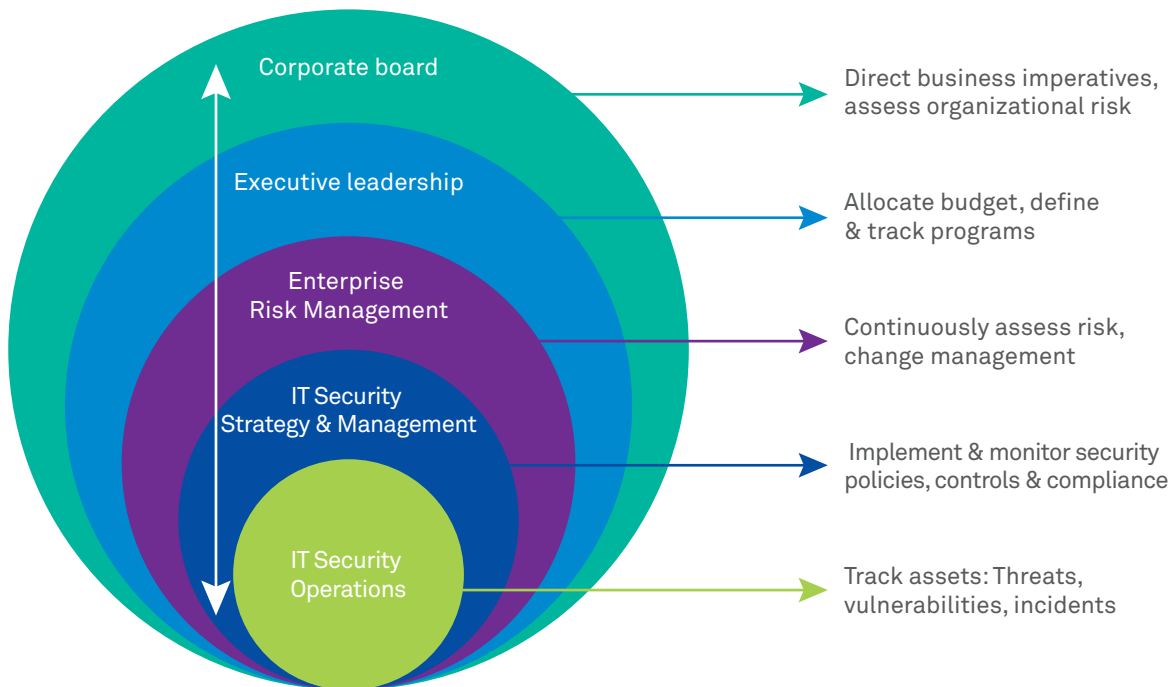 Corporate board
Direct business imperatives,
assess organizational risk
Executive leadership
Allocate budget, define
& track programs
Enterprise
Risk Management
Continuously assess risk,
change management
IT Security
Strategy & Management
Implement & monitor security
policies, controls & compliance
IT Security
Operations
Track assets: Threats,
vulnerabilities, incidents